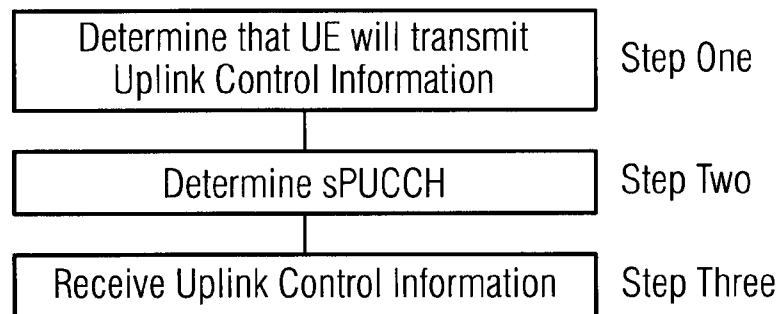 Determine that UE will transmit
Uplink Control Information
Step One
Determine sPUCCH
Step Two
Receive Uplink Control Information
Step Three